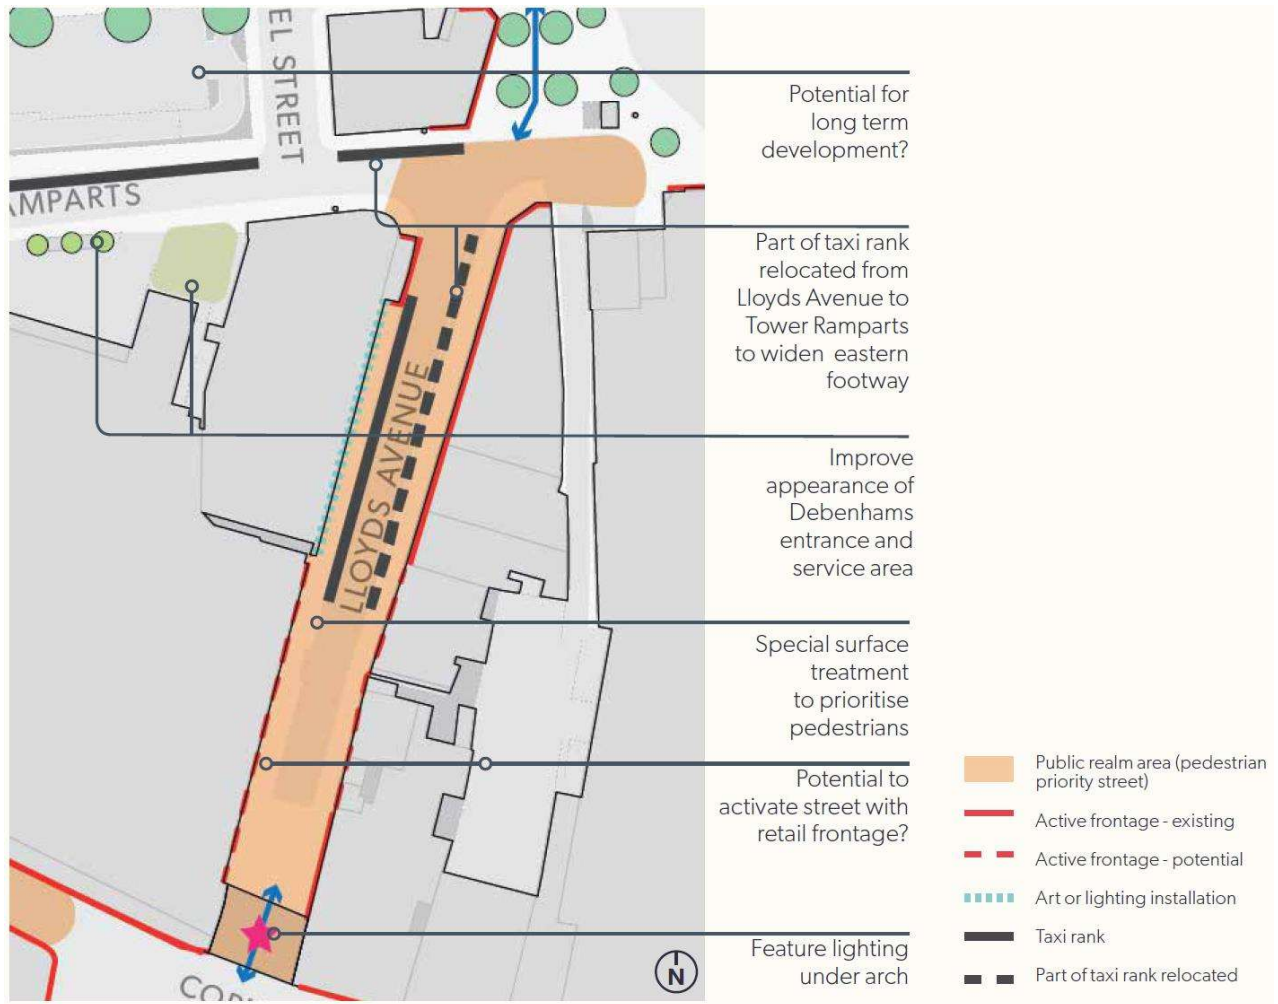 EL STREET
AMPARTS
LLOYDS AVENUE
Potential for
long term
development?
Part of taxi rank
relocated from
Lloyds Avenue to
Tower Ramparts
to widen eastern
footway
Improve
appearance of
Debenhams
entrance and
service area
Special surface
treatment
to prioritise
pedestrians
Potential to
activate street with
retail frontage?
Feature lighting
under arch
N
Public realm area (pedestrian
priority street)
Active frontage - existing
Active frontage - potential
Art or lighting installation
Taxi rank
Part of taxi rank relocated